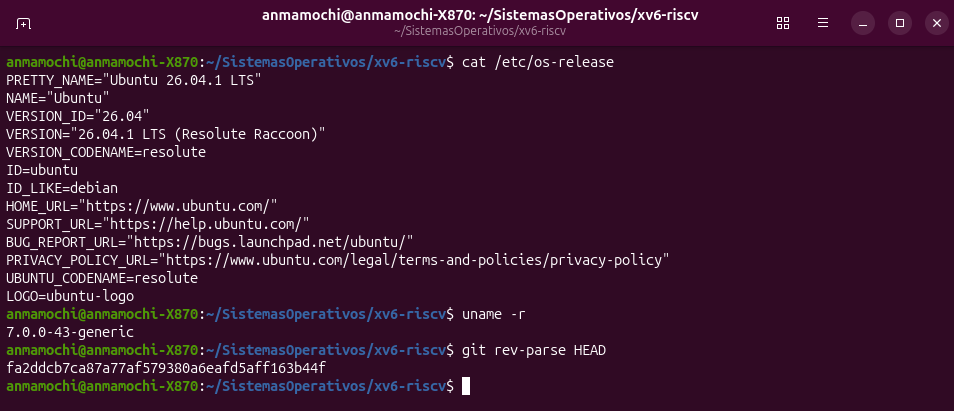 anmamochi@anmamochi-X870: ~/SistemasOperativos/xv6-riscv
~/SistemasOperativos/xv6-riscv
anmamochi@anmamochi-X870:~/SistemasOperativos/xv6-riscv$ cat /etc/os-release
PRETTY_NAME="Ubuntu 26.04.1 LTS"
NAME="Ubuntu"
VERSION_ID="26.04"
VERSION="26.04.1 LTS (Resolute Raccoon)"
VERSION_CODENAME=resolute
ID=ubuntu
ID_LIKE=debian
HOME_URL="https://www.ubuntu.com/"
SUPPORT_URL="https://help.ubuntu.com/"
BUG_REPORT_URL="https://bugs.launchpad.net/ubuntu/"
PRIVACY_POLICY_URL="https://www.ubuntu.com/legal/terms-and-policies/privacy-policy"
UBUNTU_CODENAME=resolute
LOGO=ubuntu-logo
anmamochi@anmamochi-X870:~/SistemasOperativos/xv6-riscv$ uname -r
7.0.0-43-generic
anmamochi@anmamochi-X870:~/SistemasOperativos/xv6-riscv$ git rev-parse HEAD
fa2ddcb7ca87a77af579380a6eafd5aff163b44f
anmamochi@anmamochi-X870:~/SistemasOperativos/xv6-riscv$